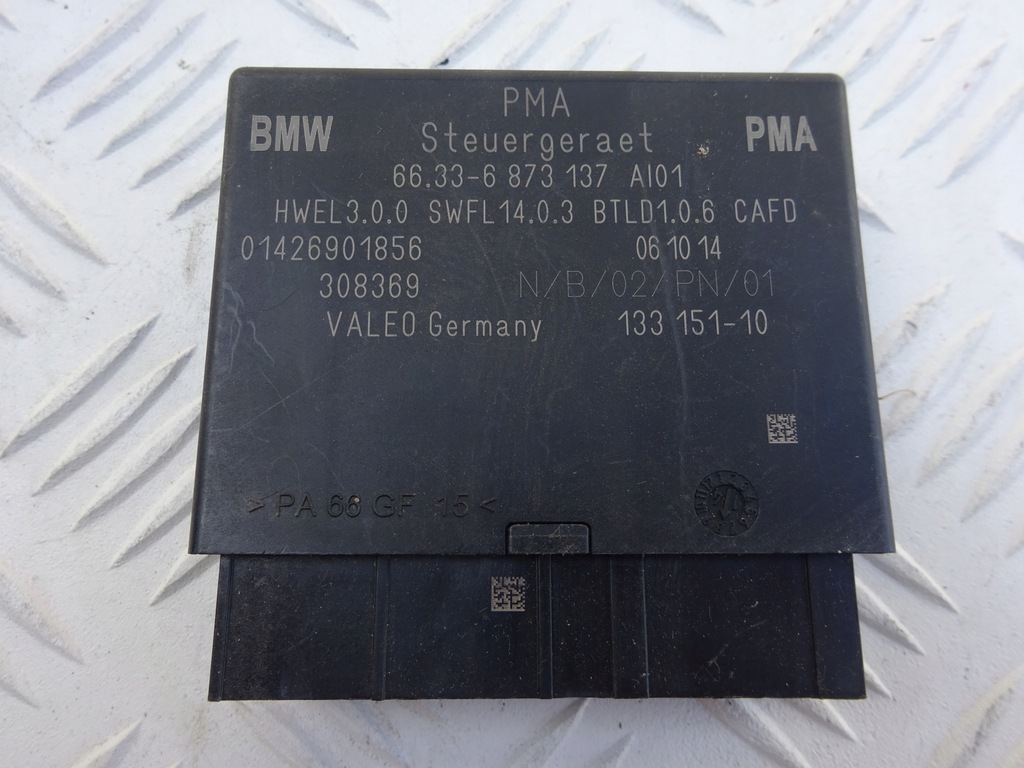 PMA
BMW Steuergeraet PMA
66.33-6 873 137 AI01
HWEL3.0.0 SWFL14.0.3 BTLD1.0.6 CAFD
01426901856 06.10.14
308369 N/B/02/PN/01
VALEO Germany 133 151-10
>PA 66 GF 15<